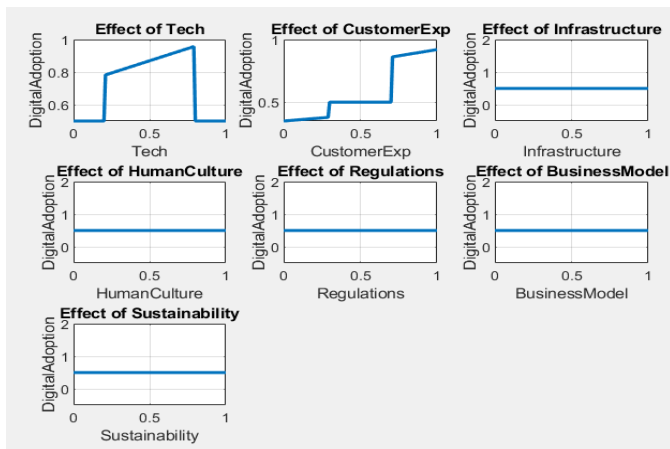 Effect of Tech
DigitalAdoption
1
0.8
0.6
0
0.5
1
Tech
Effect of CustomerExp
DigitalAdoption
1
0.5
0
0.5
1
CustomerExp
Effect of Infrastructure
DigitalAdoption
2
1
0
0
0.5
1
Infrastructure
Effect of HumanCulture
DigitalAdoption
2
1
0
0
0.5
1
HumanCulture
Effect of Regulations
DigitalAdoption
2
1
0
0
0.5
1
Regulations
Effect of BusinessModel
DigitalAdoption
2
1
0
0
0.5
1
BusinessModel
Effect of Sustainability
DigitalAdoption
2
1
0
0
0.5
1
Sustainability